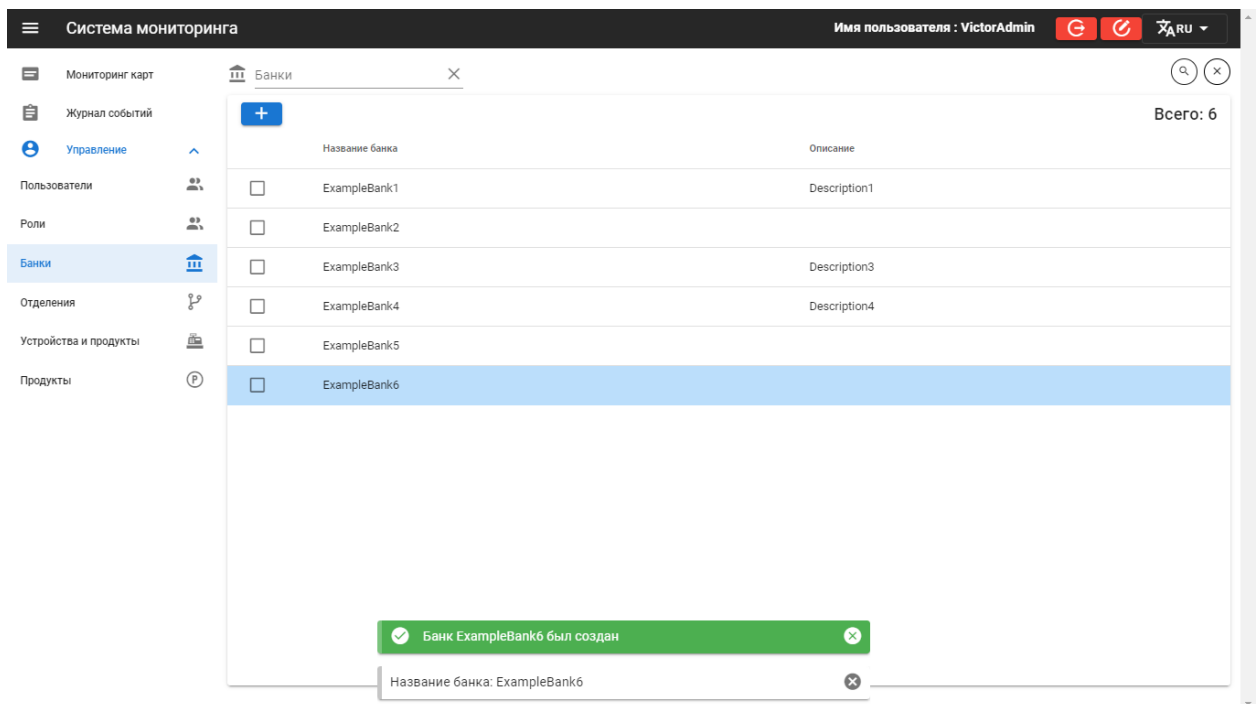 Система мониторинга
Имя пользователя : VictorAdmin
RU
Мониторинг карт
Журнал событий
Управление
Пользователи
Роли
Банки
Отделения
Устройства и продукты
Продукты
Банки
Всего: 6
Название банка Описание
ExampleBank1 Description1
ExampleBank2
ExampleBank3 Description3
ExampleBank4 Description4
ExampleBank5
ExampleBank6
Банк ExampleBank6 был создан
Название банка: ExampleBank6